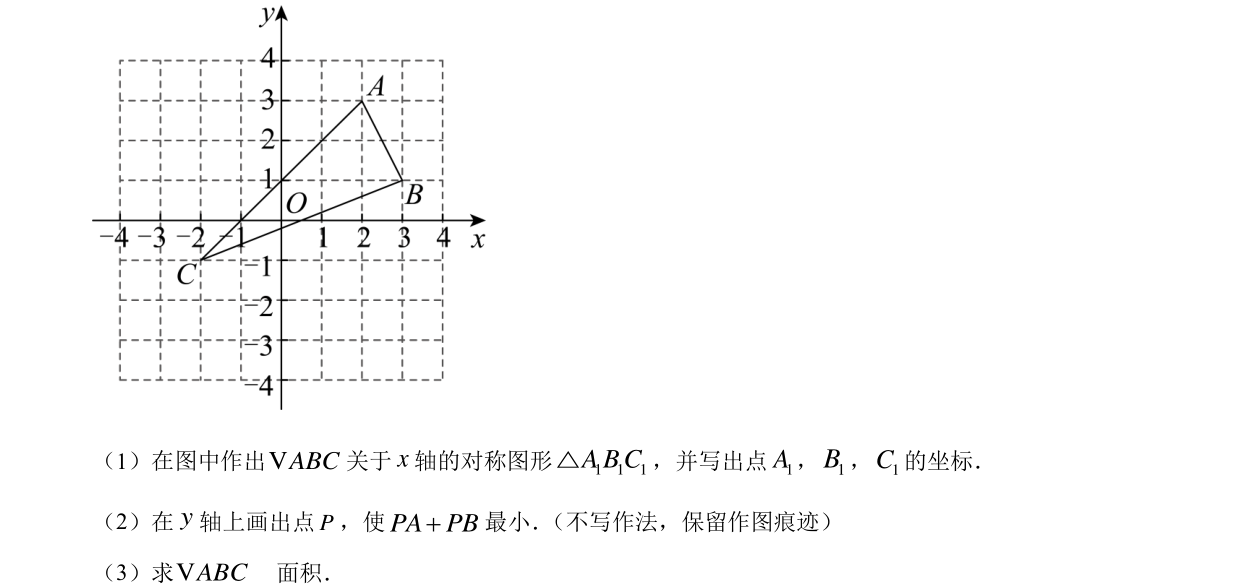 y
4
A
3
2
1
B
O
−4 −3 −2 −1 1 2 3 4 x
C
−1
−2
−3
−4
（1）在图中作出VABC关于x轴的对称图形△A₁B₁C₁，并写出点A₁，B₁，C₁的坐标．
（2）在y轴上画出点P，使PA+PB最小．（不写作法，保留作图痕迹）
（3）求VABC 面积．